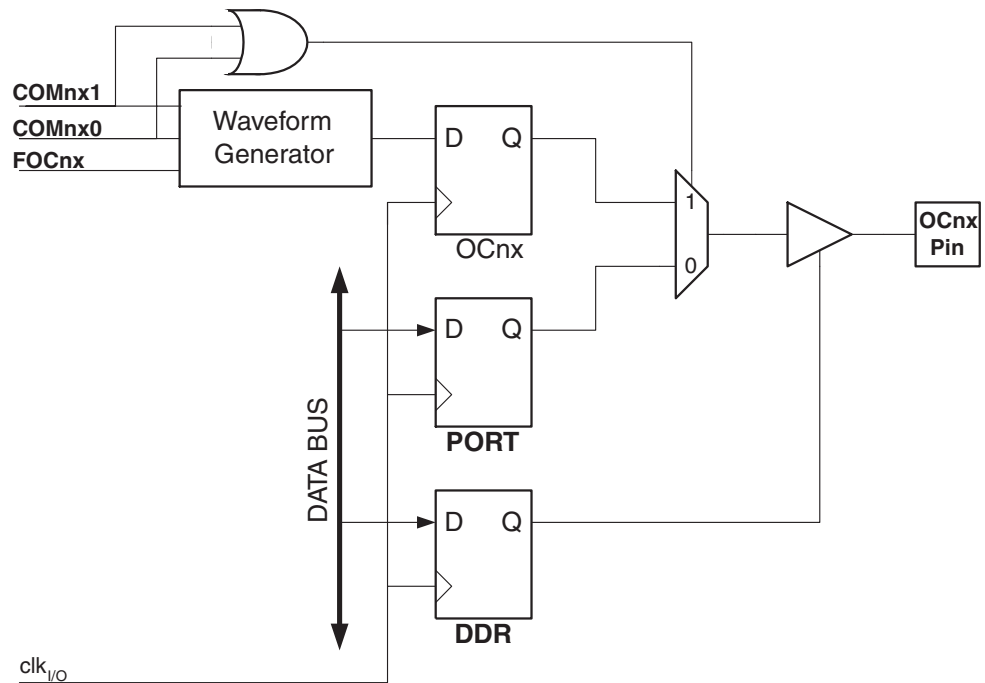 COMnx1
COMnx0
FOCnx
Waveform
Generator
D Q
OCnx
1
0
OCnx
Pin
D Q
PORT
DATA BUS
D Q
DDR
clkI/O